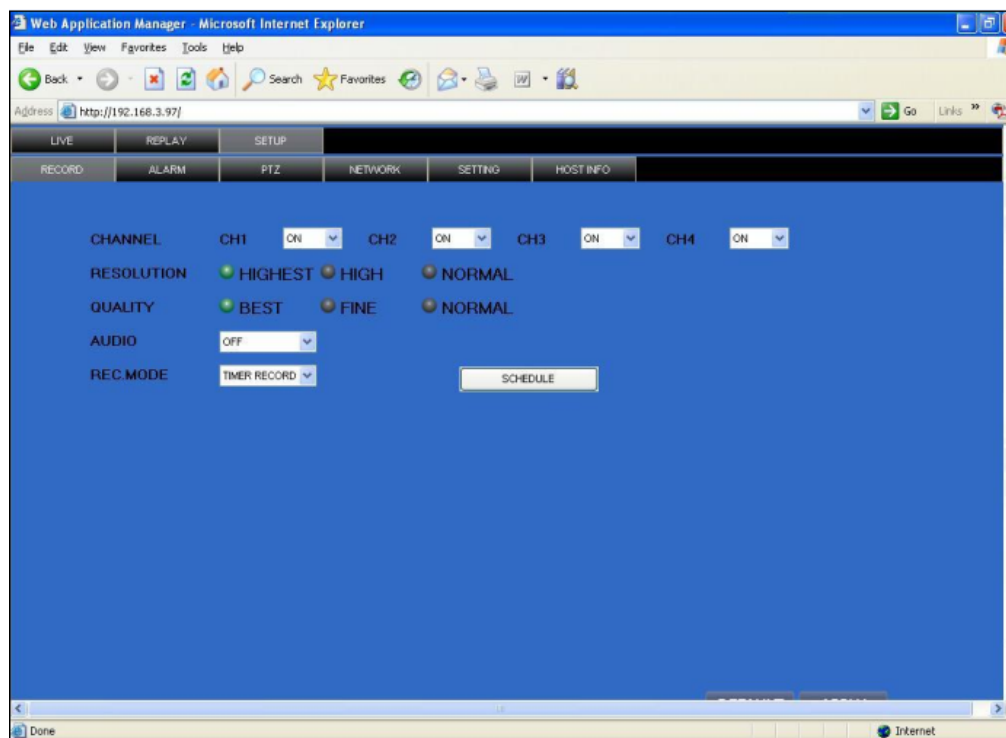 Web Application Manager - Microsoft Internet Explorer
File Edit View Favorites Tools Help
Back Search Favorites
Address http://192.168.3.97/ Go Links »
LIVE REPLAY SETUP
RECORD ALARM PTZ NETWORK SETTING HOST INFO
CHANNEL CH1 ON CH2 ON CH3 ON CH4 ON
RESOLUTION HIGHEST HIGH NORMAL
QUALITY BEST FINE NORMAL
AUDIO OFF
REC.MODE TIMER RECORD SCHEDULE
Done Internet